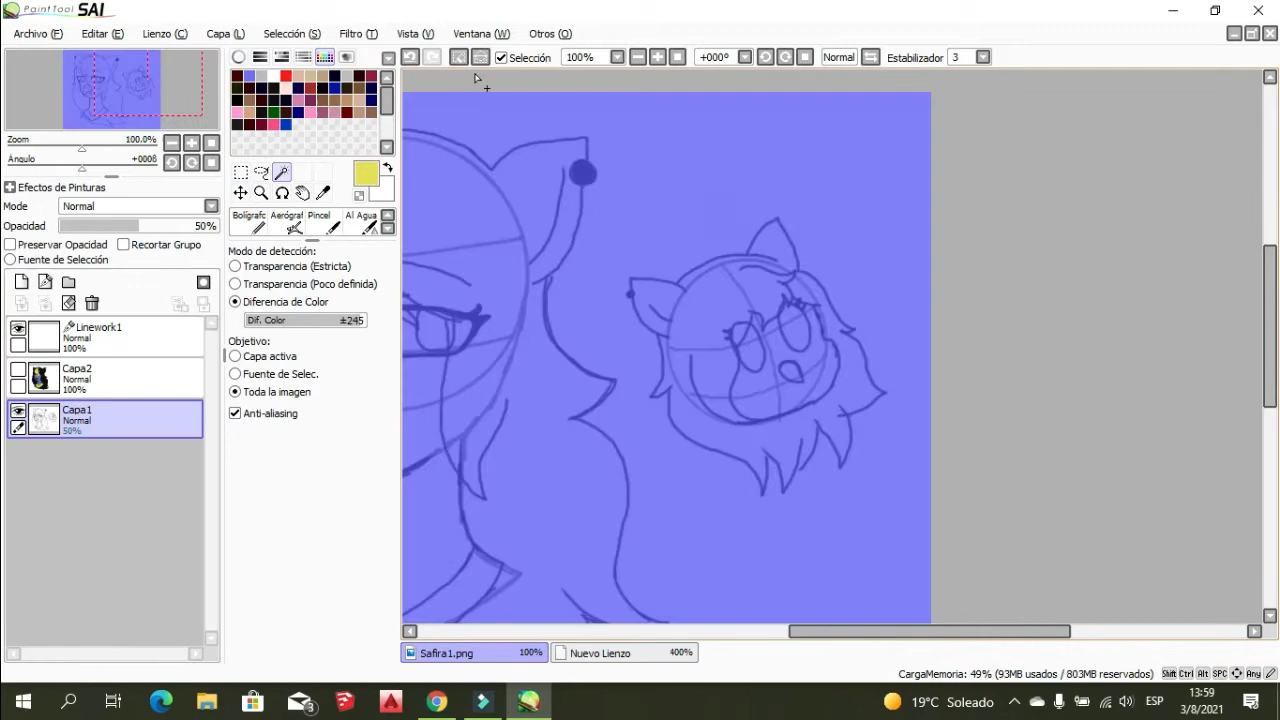 PaintTool SAI
Archivo (F) Editar (E) Lienzo (C) Capa (L) Selección (S) Filtro (T) Vista (V) Ventana (W) Otros (O)
Selección 100% +000º Normal Estabilizador 3
Zoom 100.0%
Ángulo +0008
Efectos de Pinturas
Mode Normal
Opacidad 50%
Preservar Opacidad Recortar Grupo
Fuente de Selección
Linework1
Normal
100%
Capa2
Normal
100%
Capa1
Normal
50%
Bolígrafc Aerógraf Pincel Al Agua
Modo de detección:
Transparencia (Estricta)
Transparencia (Poco definida)
Diferencia de Color
Dif. Color ±245
Objetivo:
Capa activa
Fuente de Selec.
Toda la imagen
Anti-aliasing
Safira1.png 100% Nuevo Lienzo 400%
CargaMemoria: 49% (93MB usados / 803MB reservados) Shift Ctrl Alt SPC Any
3 19°C Soleado ESP 13:59
3/8/2021